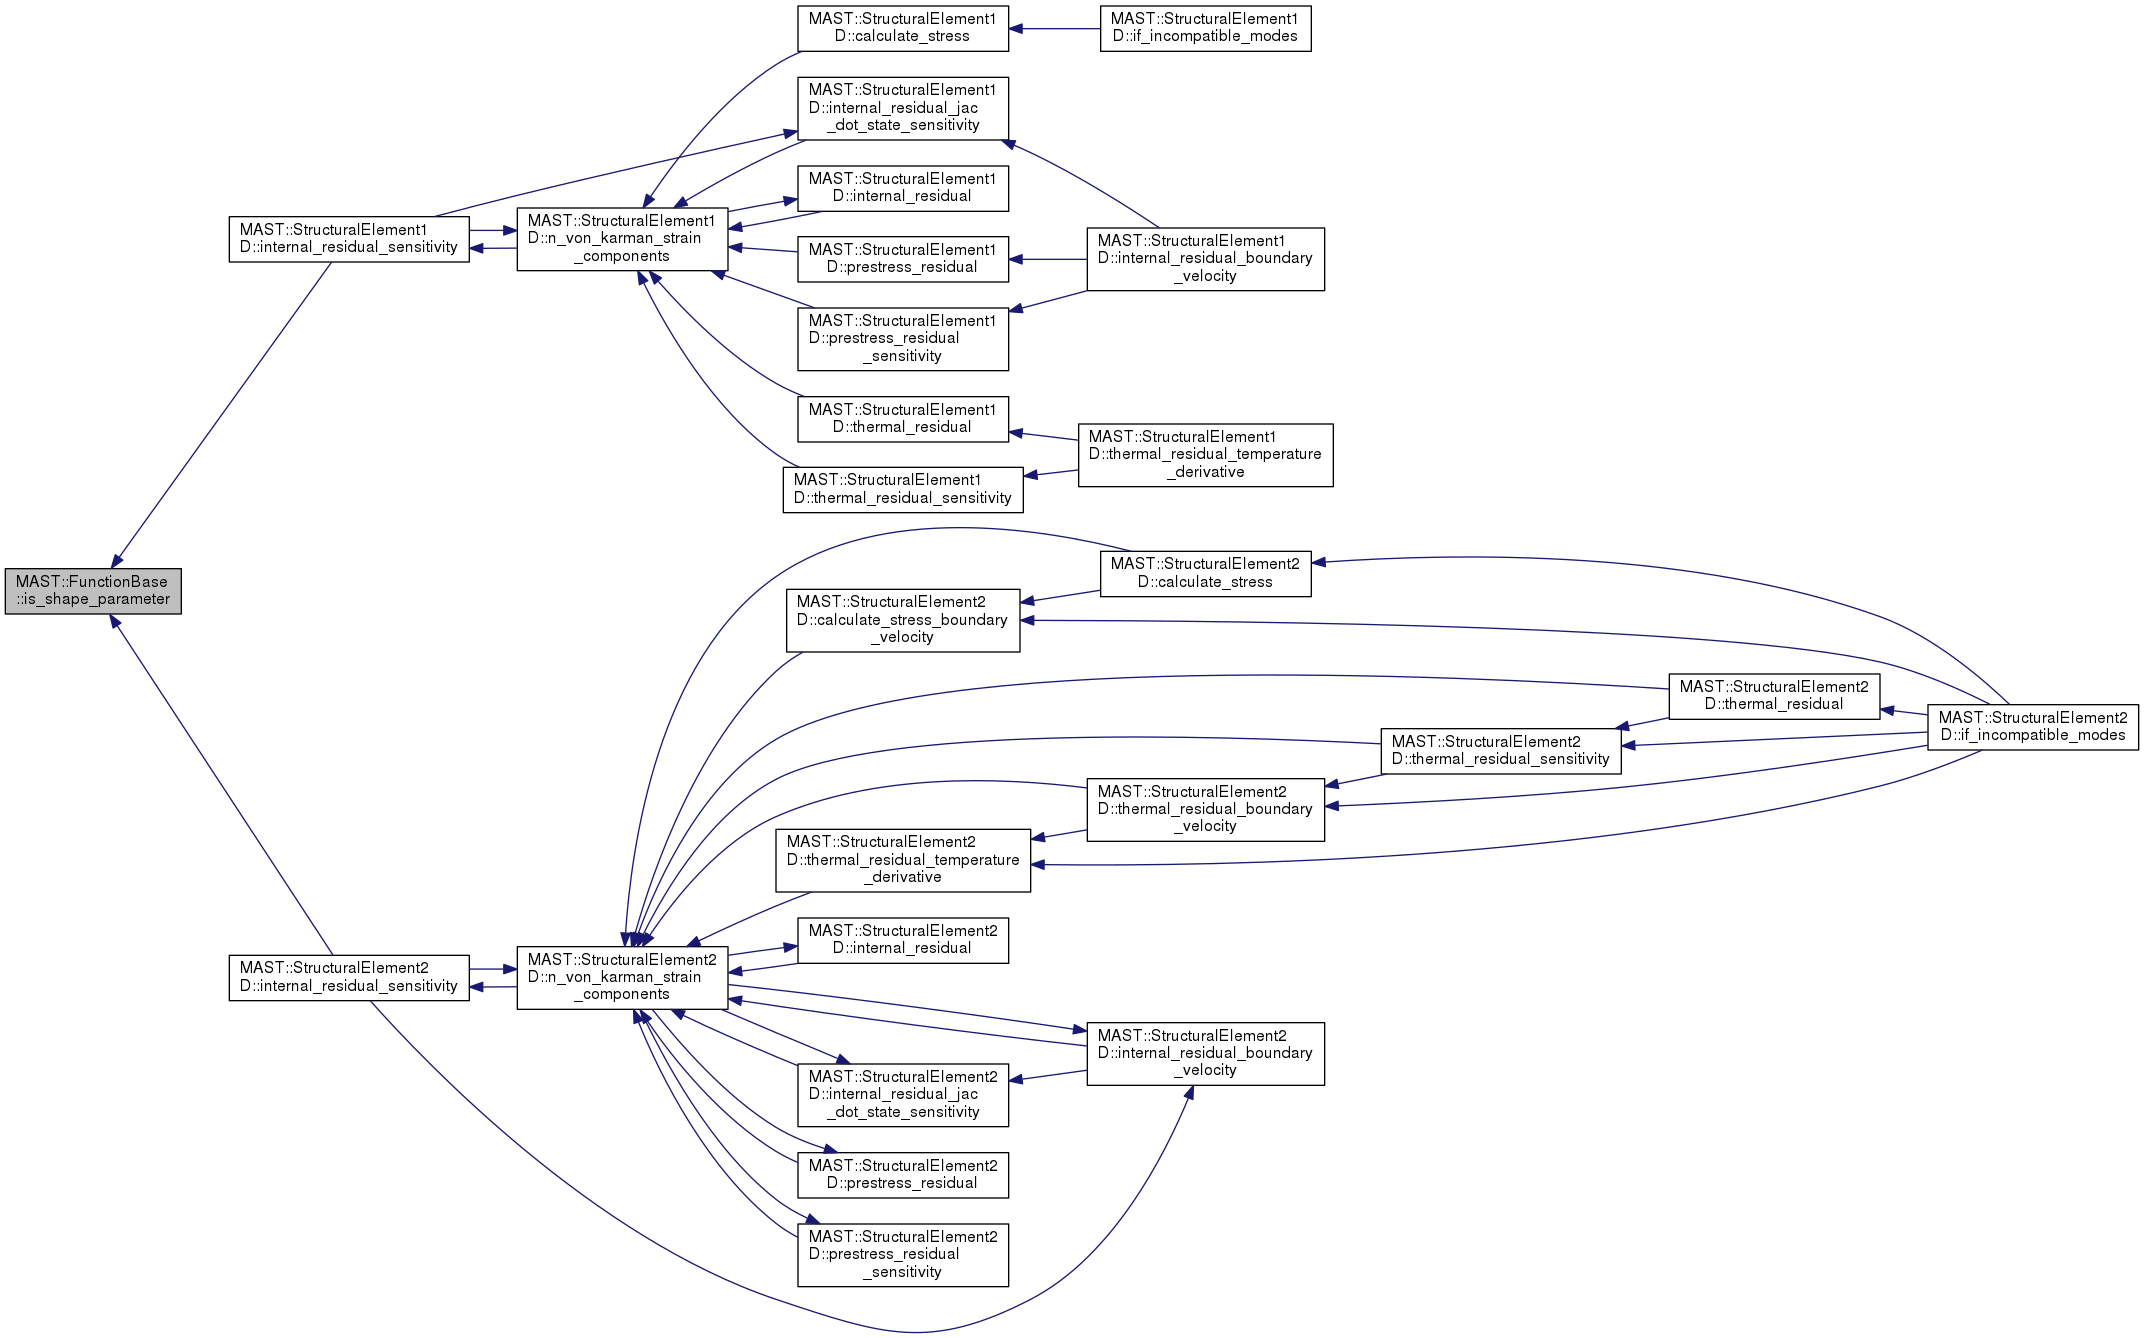 MAST::StructuralElement1
D::calculate_stress
MAST::StructuralElement1
D::if_incompatible_modes
MAST::StructuralElement1
D::internal_residual_jac
_dot_state_sensitivity
MAST::StructuralElement1
D::internal_residual
MAST::StructuralElement1
D::internal_residual_sensitivity
MAST::StructuralElement1
D::n_von_karman_strain
_components
MAST::StructuralElement1
D::prestress_residual
MAST::StructuralElement1
D::internal_residual_boundary
_velocity
MAST::StructuralElement1
D::prestress_residual
_sensitivity
MAST::StructuralElement1
D::thermal_residual
MAST::StructuralElement1
D::thermal_residual_temperature
_derivative
MAST::StructuralElement1
D::thermal_residual_sensitivity
MAST::FunctionBase
::is_shape_parameter
MAST::StructuralElement2
D::calculate_stress
MAST::StructuralElement2
D::calculate_stress_boundary
_velocity
MAST::StructuralElement2
D::thermal_residual
MAST::StructuralElement2
D::if_incompatible_modes
MAST::StructuralElement2
D::thermal_residual_sensitivity
MAST::StructuralElement2
D::thermal_residual_boundary
_velocity
MAST::StructuralElement2
D::thermal_residual_temperature
_derivative
MAST::StructuralElement2
D::internal_residual
MAST::StructuralElement2
D::internal_residual_sensitivity
MAST::StructuralElement2
D::n_von_karman_strain
_components
MAST::StructuralElement2
D::internal_residual_boundary
_velocity
MAST::StructuralElement2
D::internal_residual_jac
_dot_state_sensitivity
MAST::StructuralElement2
D::prestress_residual
MAST::StructuralElement2
D::prestress_residual
_sensitivity